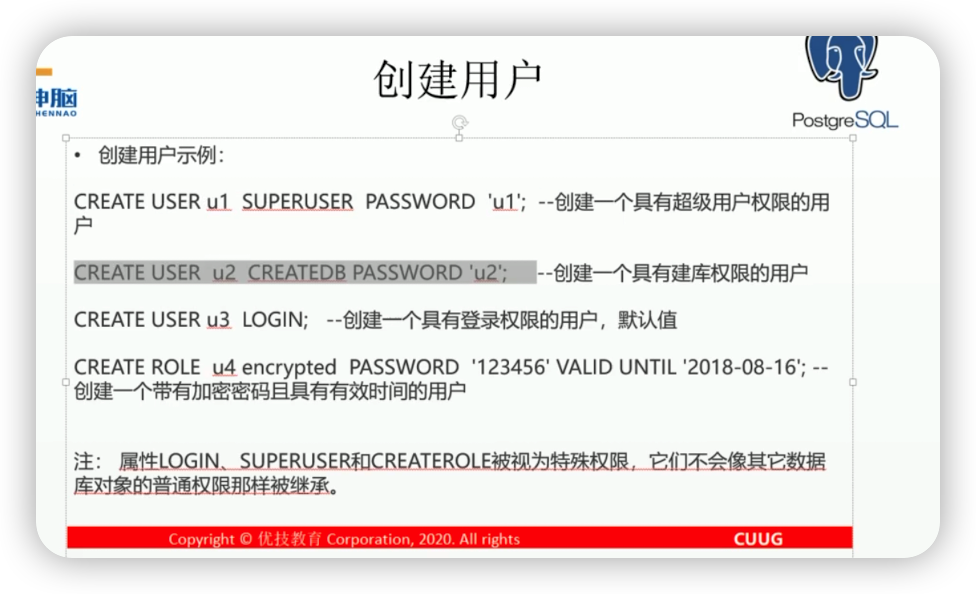 创建用户
PostgreSQL
HENNAO
• 创建用户示例：
CREATE USER u1 SUPERUSER PASSWORD 'u1'; --创建一个具有超级用户权限的用
户
CREATE USER u2 CREATEDB PASSWORD 'u2'; --创建一个具有建库权限的用户
CREATE USER u3 LOGIN; --创建一个具有登录权限的用户，默认值
CREATE ROLE u4 encrypted PASSWORD '123456' VALID UNTIL '2018-08-16'; --
创建一个带有加密密码且具有有效时间的用户
注： 属性LOGIN、SUPERUSER和CREATEROLE被视为特殊权限，它们不会像其它数据
库对象的普通权限那样被继承。
Copyright © 优技教育 Corporation, 2020. All rights
CUUG